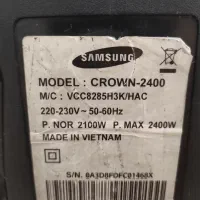 SAMSUNG
MODEL : CROWN-2400
M/C : VCC8285H3K/HAC
220-230V ~ 50-60Hz
P. NOR 2100W P. MAX 2400W
MADE IN VIETNAM
S/N.